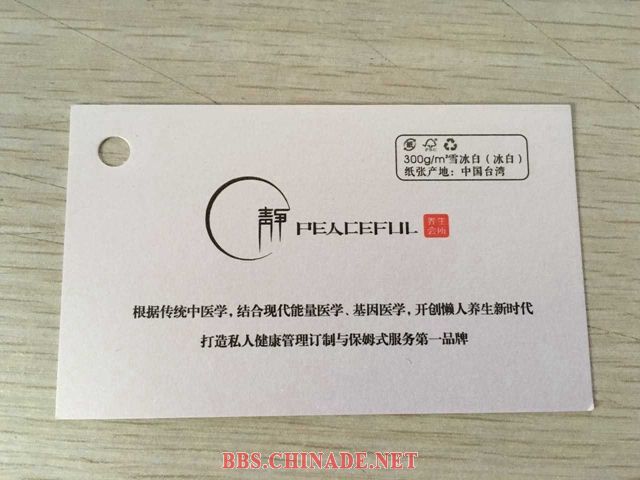 300g/m²雪冰白（冰白）
纸张产地：中国台湾
靜 PEACEFUL 养生会所
根据传统中医学，结合现代能量医学、基因医学，开创懒人养生新时代
打造私人健康管理订制与保姆式服务第一品牌
BBS.CHINADE.NET